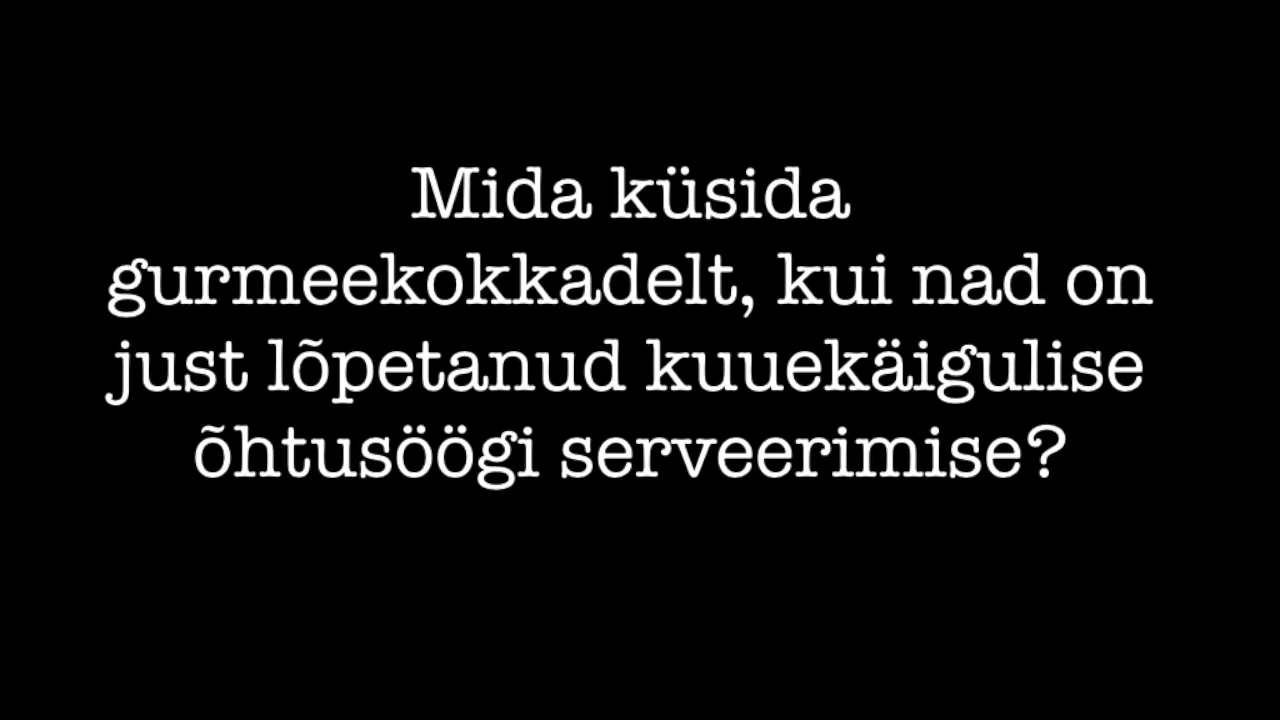 Mida küsida
gurmeekokkadelt, kui nad on
just lõpetanud kuuekäigulise
õhtusöögi serveerimise?